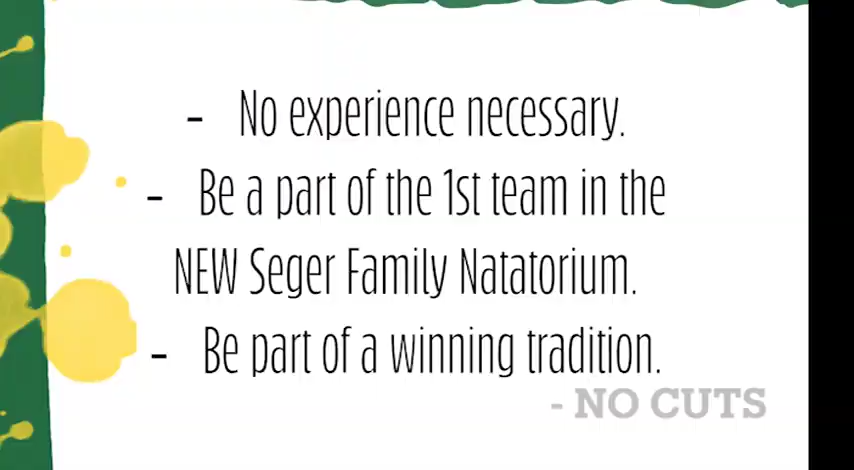 - No experience necessary.
- Be a part of the 1st team in the
NEW Seger Family Natatorium.
- Be part of a winning tradition.
- NO CUTS